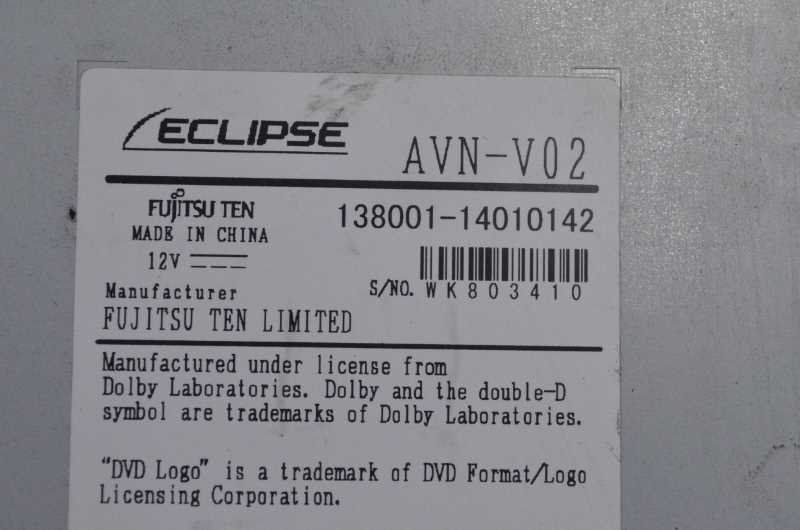 ECLIPSE
AVN-V02
FUJITSU TEN
138001-14010142
MADE IN CHINA
12V
S/NO. WK803410
Manufacturer
FUJITSU TEN LIMITED
Manufactured under license from
Dolby Laboratories. Dolby and the double-D
symbol are trademarks of Dolby Laboratories.
“DVD Logo” is a trademark of DVD Format/Logo
Licensing Corporation.